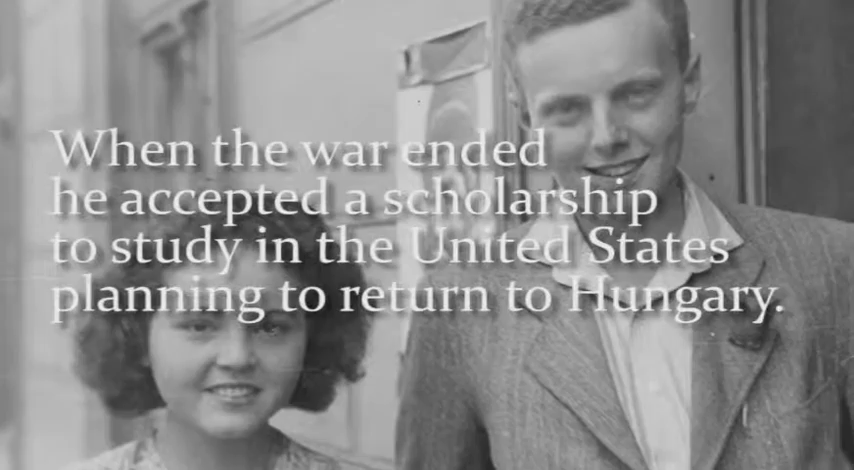 When the war ended
he accepted a scholarship
to study in the United States
planning to return to Hungary.